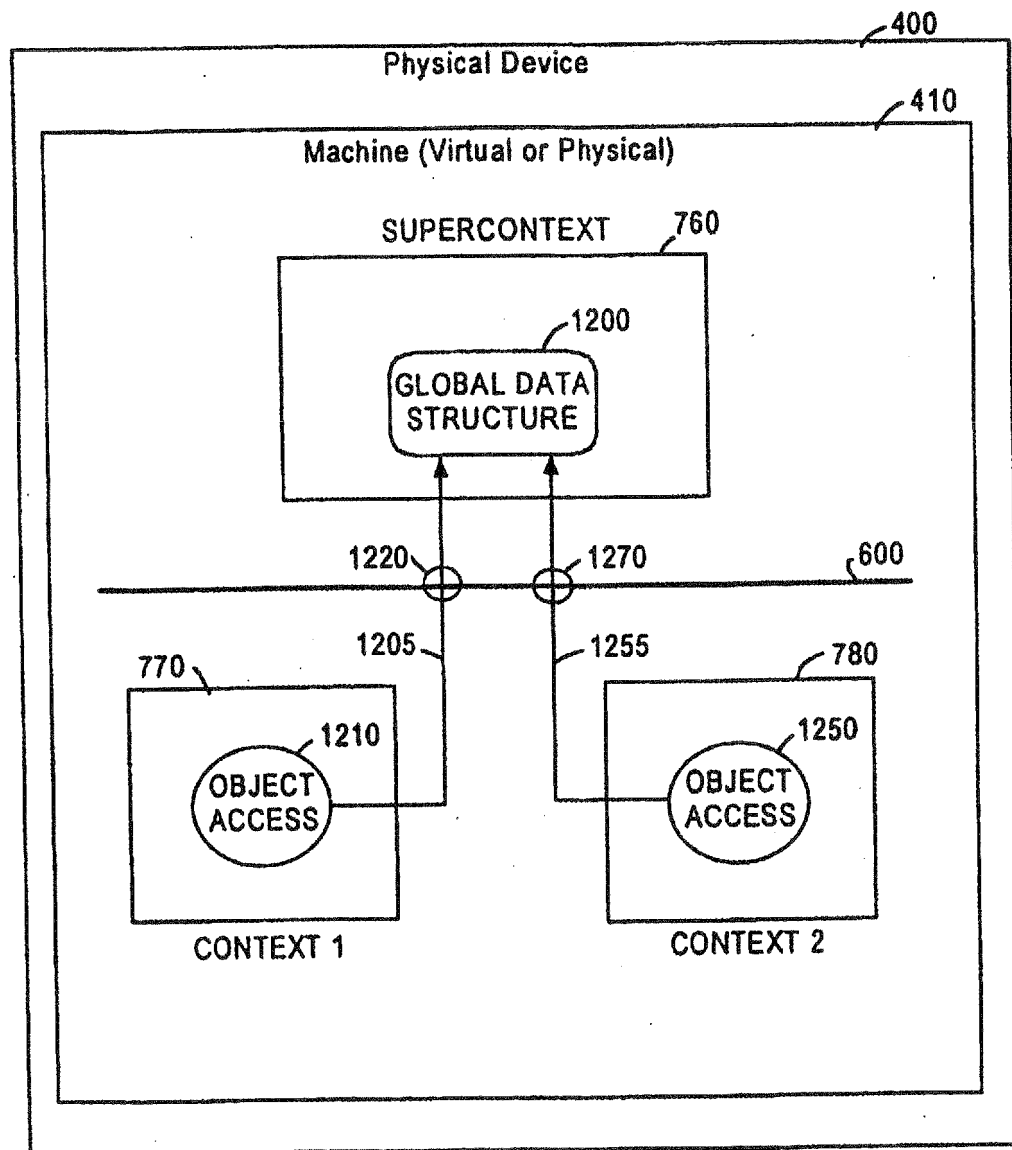 400
Physical Device
410
Machine (Virtual or Physical)
SUPERCONTEXT
760
1200
GLOBAL DATA
STRUCTURE
1220
1270
600
1205
1255
770
780
1210
1250
OBJECT
ACCESS
OBJECT
ACCESS
CONTEXT 1
CONTEXT 2